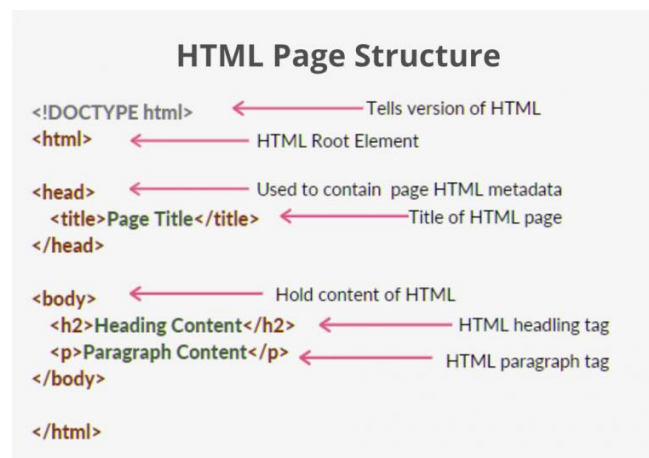 HTML Page Structure
<!DOCTYPE html> Tells version of HTML
<html> HTML Root Element
<head> Used to contain page HTML metadata
<title>Page Title</title> Title of HTML page
</head>
<body> Hold content of HTML
<h2>Heading Content</h2> HTML headling tag
<p>Paragraph Content</p> HTML paragraph tag
</body>
</html>